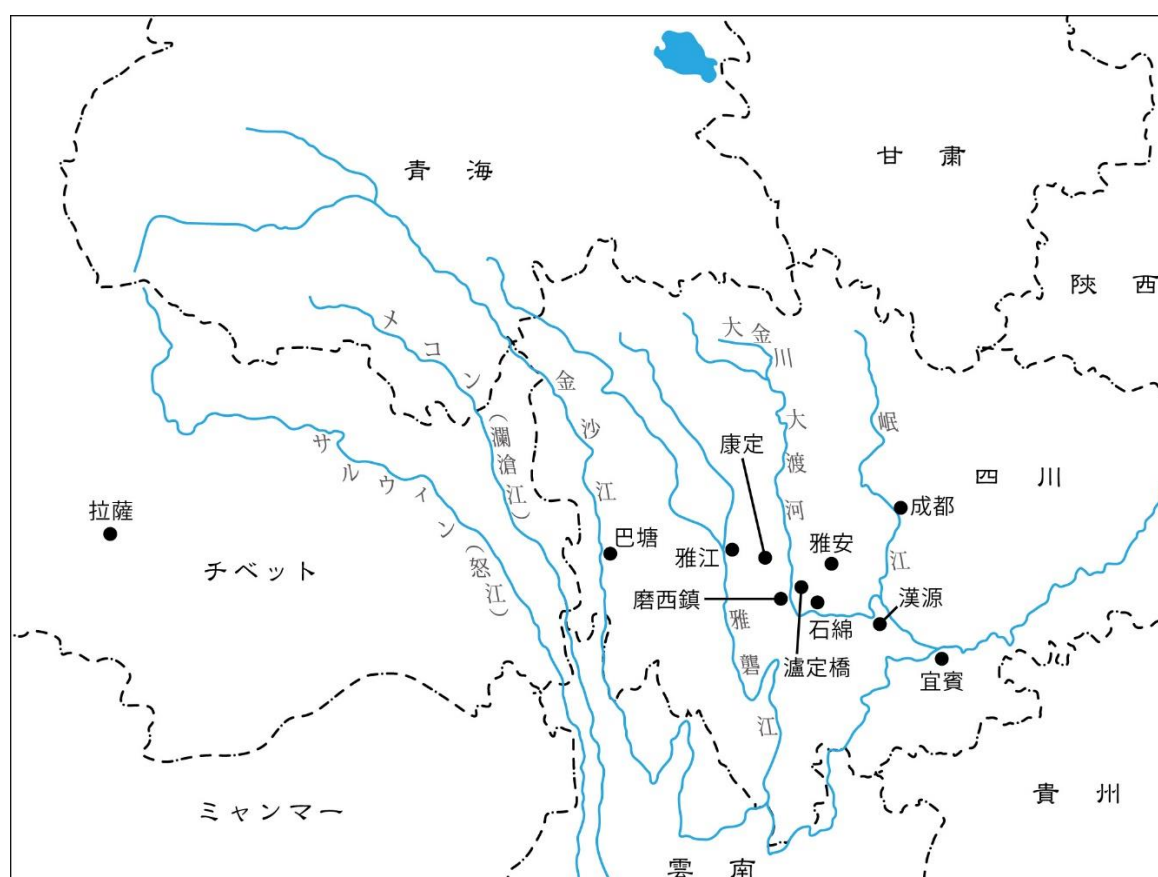 青海
甘肅
陝西
メコン(瀾滄江)
サルウィン(怒江)
金沙江
大金川
大渡河
岷江
四川
康定
成都
拉薩
チベット
巴塘
雅江
雅安
磨西鎮
石綿
漢源
瀘定橋
宜賓
雅礱江
ミャンマー
貴州
雲南